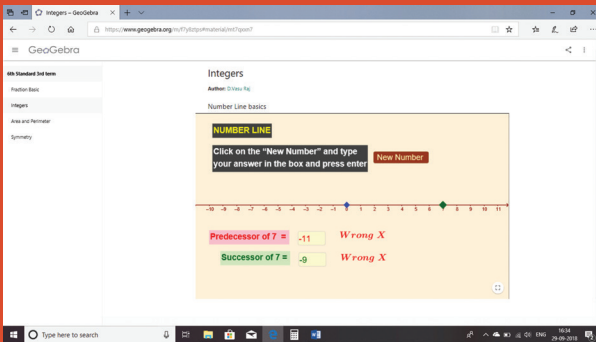 Integers – GeoGebra
https://www.geogebra.org/m/
GeoGebra
6th Standard 3rd term
Fraction Basic
Integers
Area and Perimeter
Symmetry
Integers
Author: D.Vasu Raj
Number Line basics
NUMBER LINE
Click on the "New Number" and type
your answer in the box and press enter
New Number
-10 -9 -8 -7 -6 -5 -4 -3 -2 -1 0 1 2 3 4 5 6 8 9 10 11
Predecessor of 7 = -11 Wrong X
Successor of 7 = -9 Wrong X
Type here to search
ENG
16:34
29-09-2018